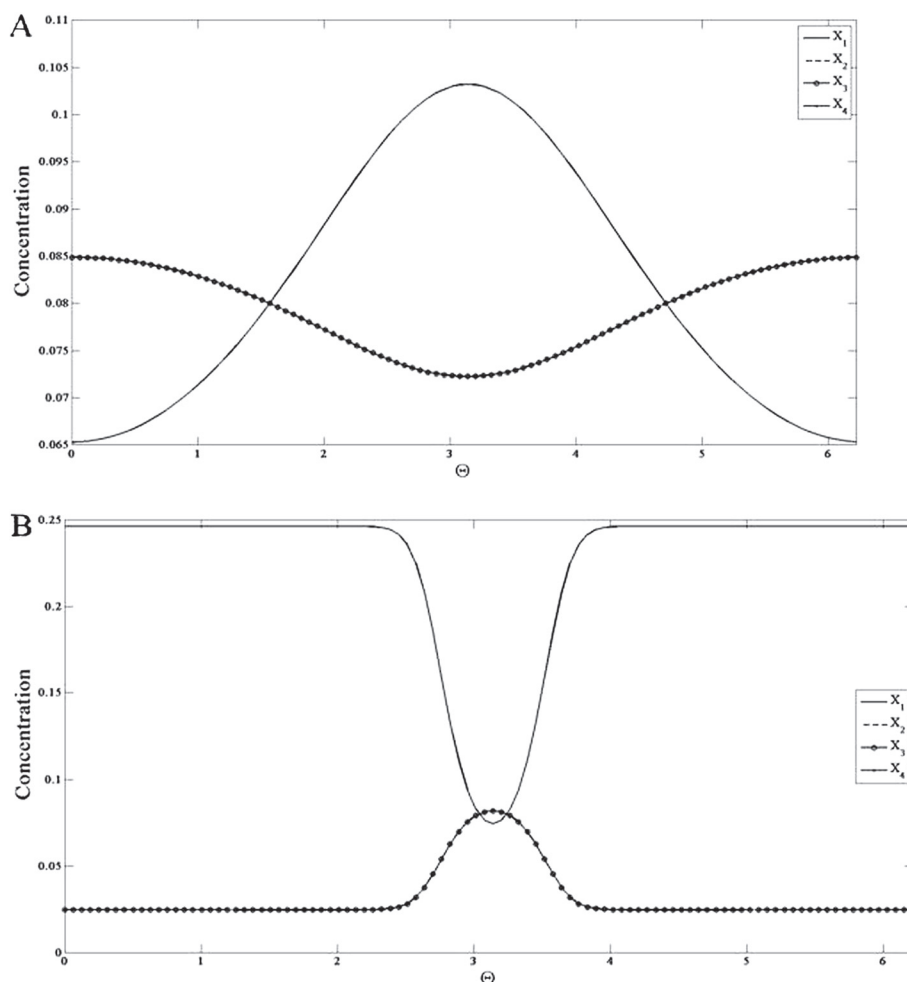 A
0.11
0.105
0.1
0.095
0.09
0.085
0.08
0.075
0.07
0.065
Concentration
0 1 2 3 4 5 6
Θ
X1
X2
X3
X4
B
0.25
0.2
0.15
0.1
0.05
0
Concentration
0 1 2 3 4 5 6
Θ
X1
X2
X3
X4